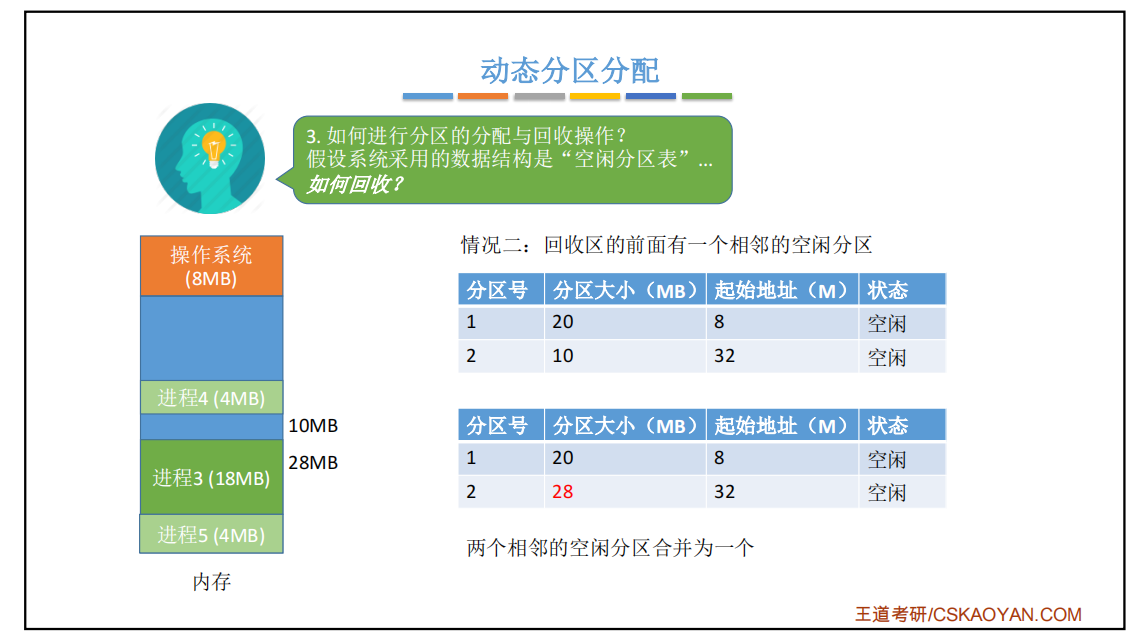 动态分区分配
3. 如何进行分区的分配与回收操作？
假设系统采用的数据结构是“空闲分区表”...
如何回收？
操作系统
(8MB)
进程4 (4MB)
10MB
进程3 (18MB)
28MB
进程5 (4MB)
内存
情况二：回收区的前面有一个相邻的空闲分区
分区号 分区大小（MB） 起始地址（M） 状态
1 20 8 空闲
2 10 32 空闲
分区号 分区大小（MB） 起始地址（M） 状态
1 20 8 空闲
2 28 32 空闲
两个相邻的空闲分区合并为一个
王道考研/CSKAOYAN.COM